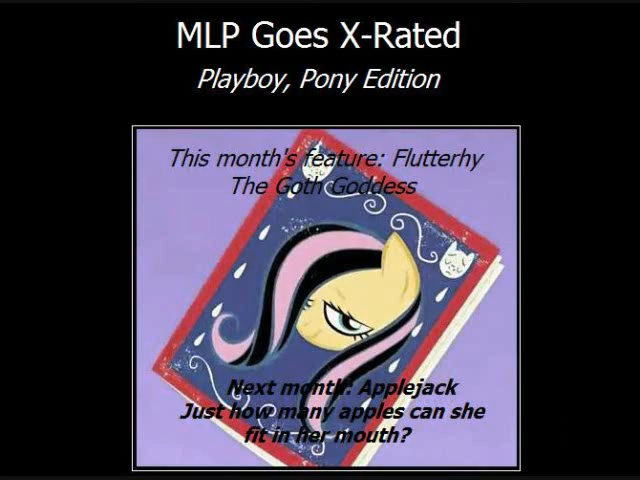 MLP Goes X-Rated
Playboy, Pony Edition
This month's feature: Flutterhy
The Goth Goddess
Next month: Applejack
Just how many apples can she
fit in her mouth?